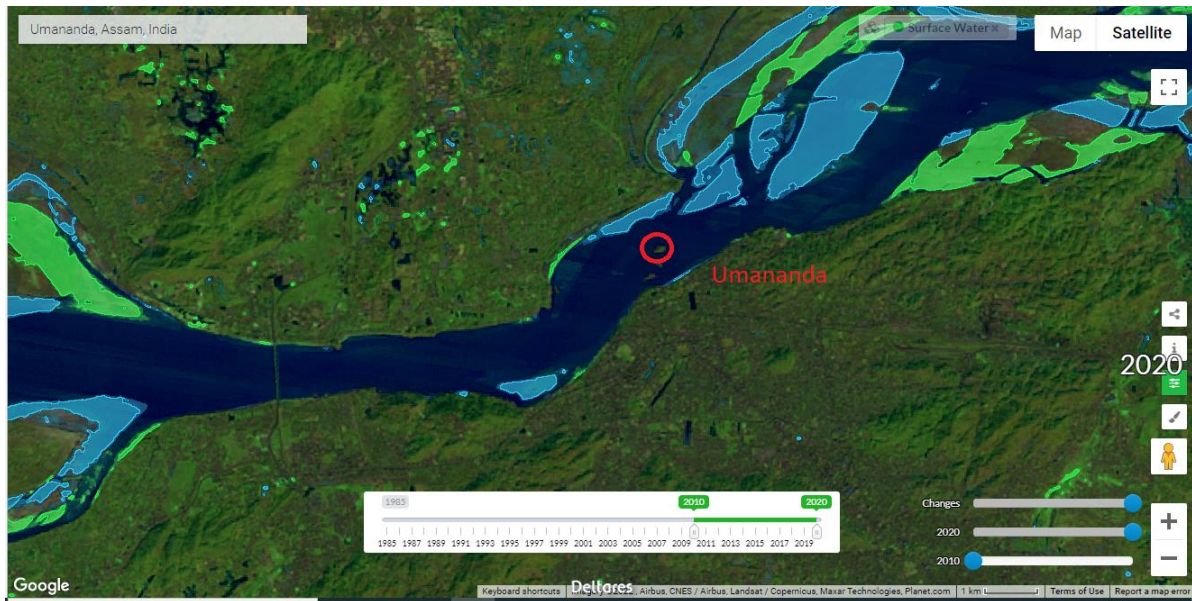 Umananda, Assam, India
Surface Water ×
Map
Satellite
Umananda
2020
1985
2010
2020
1985 1987 1989 1991 1993 1995 1997 1999 2001 2003 2005 2007 2009 2011 2013 2015 2017 2019
Changes
2020
2010
Google
Deltares
Keyboard shortcuts
Airbus, CNES / Airbus, Landsat / Copernicus, Maxar Technologies, Planet.com
1 km
Terms of Use
Report a map error